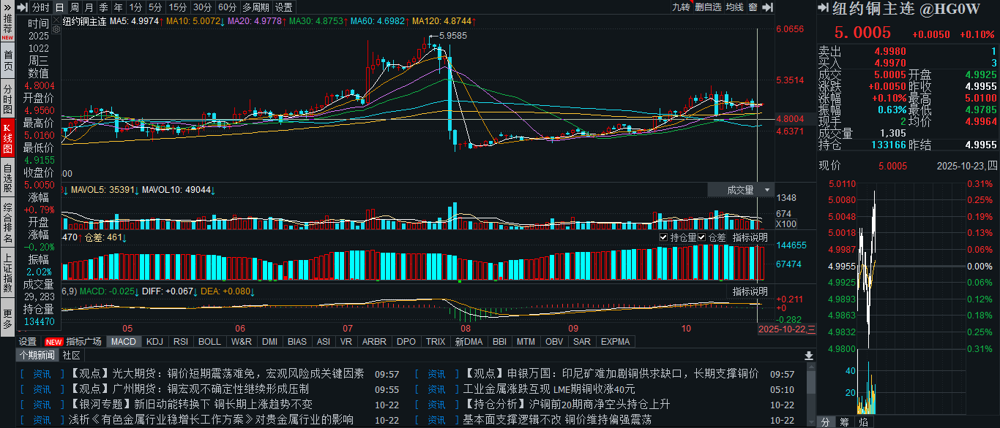 分时 日 周 月 季 年 1分 5分 15分 30分 60分 多周期 设置
九转 删自选 均线 窗
纽约铜主连 @HG0W
推荐
NEW
首页
分时图
K线图
自选股
综合排名
上证指数
更多
时间
2025
1022
周三
数值
4.8004
开盘价
4.9560
最高价
5.0160
最低价
4.9155
收盘价
5.0050
涨幅
+0.79%
开盘
涨幅
-0.20%
振幅
2.02%
成交量
29,283
持仓量
134470
纽约铜主连 MA5: 4.9974↑ MA10: 5.0072↓ MA20: 4.9778↑ MA30: 4.8753↑ MA60: 4.6982↑ MA120: 4.8744↑
5.9585
6.0656
5.3514
4.8004
4.6371
00
MAVOL5: 35391↓ MAVOL10: 49044↓
成交量
1348
674
X100
470↑ 仓差: 461↓
持仓量 仓差 指标说明
144655
67474
6,9) MACD: -0.025↓ DIFF: +0.067↓ DEA: +0.080↓
指标说明
+0.211
+0
-0.282
05 06 07 08 09 10 2025-10-22,三
设置 NEW 指标广场 MACD KDJ RSI BOLL W&R DMI BIAS ASI VR ARBR DPO TRIX 新DMA BBI MTM OBV SAR EXPMA
个期新闻 社区
[ 资讯 ] 【观点】光大期货：铜价短期震荡难免，宏观风险成关键因素 09:57
[ 资讯 ] 【观点】申银万国：印尼矿难加剧铜供求缺口，长期支撑铜价 09:57
[ 资讯 ] 【观点】广州期货：铜宏观不确定性继续形成压制 09:55
[ 资讯 ] 工业金属涨跌互现 LME期铜收涨40元 05:10
[ 资讯 ] 【银河专题】新旧动能转换下 铜长期上涨趋势不变 10-22
[ 资讯 ] 【持仓分析】沪铜前20期商净空头持仓上升 10-22
[ 资讯 ] 浅析《有色金属行业稳增长工作方案》对贵金属行业的影响 10-22
[ 资讯 ] 基本面支撑逻辑不改 铜价维持偏强震荡 10-22
5.0005 +0.0050 +0.10%
卖出 4.9980 1
买入 4.9970 3
成交 5.0005 开盘 4.9925
涨跌 +0.0050 昨收 4.9955
涨幅 +0.10% 最高 5.0100
振幅 0.63% 最低 4.9785
现手 2 均价 4.9964
成交量 1,305
持仓 133166 昨结 4.9955
现价 5.0005 2025-10-23,四
5.0110 0.31%
5.0080 0.25%
5.0048 0.19%
5.0018 0.13%
4.9987 0.06%
4.9955 0.00%
4.9925 0.06%
4.9893 0.12%
4.9863 0.18%
4.9832 0.25%
4.9800 0.31%
40
20
分 筹 焰